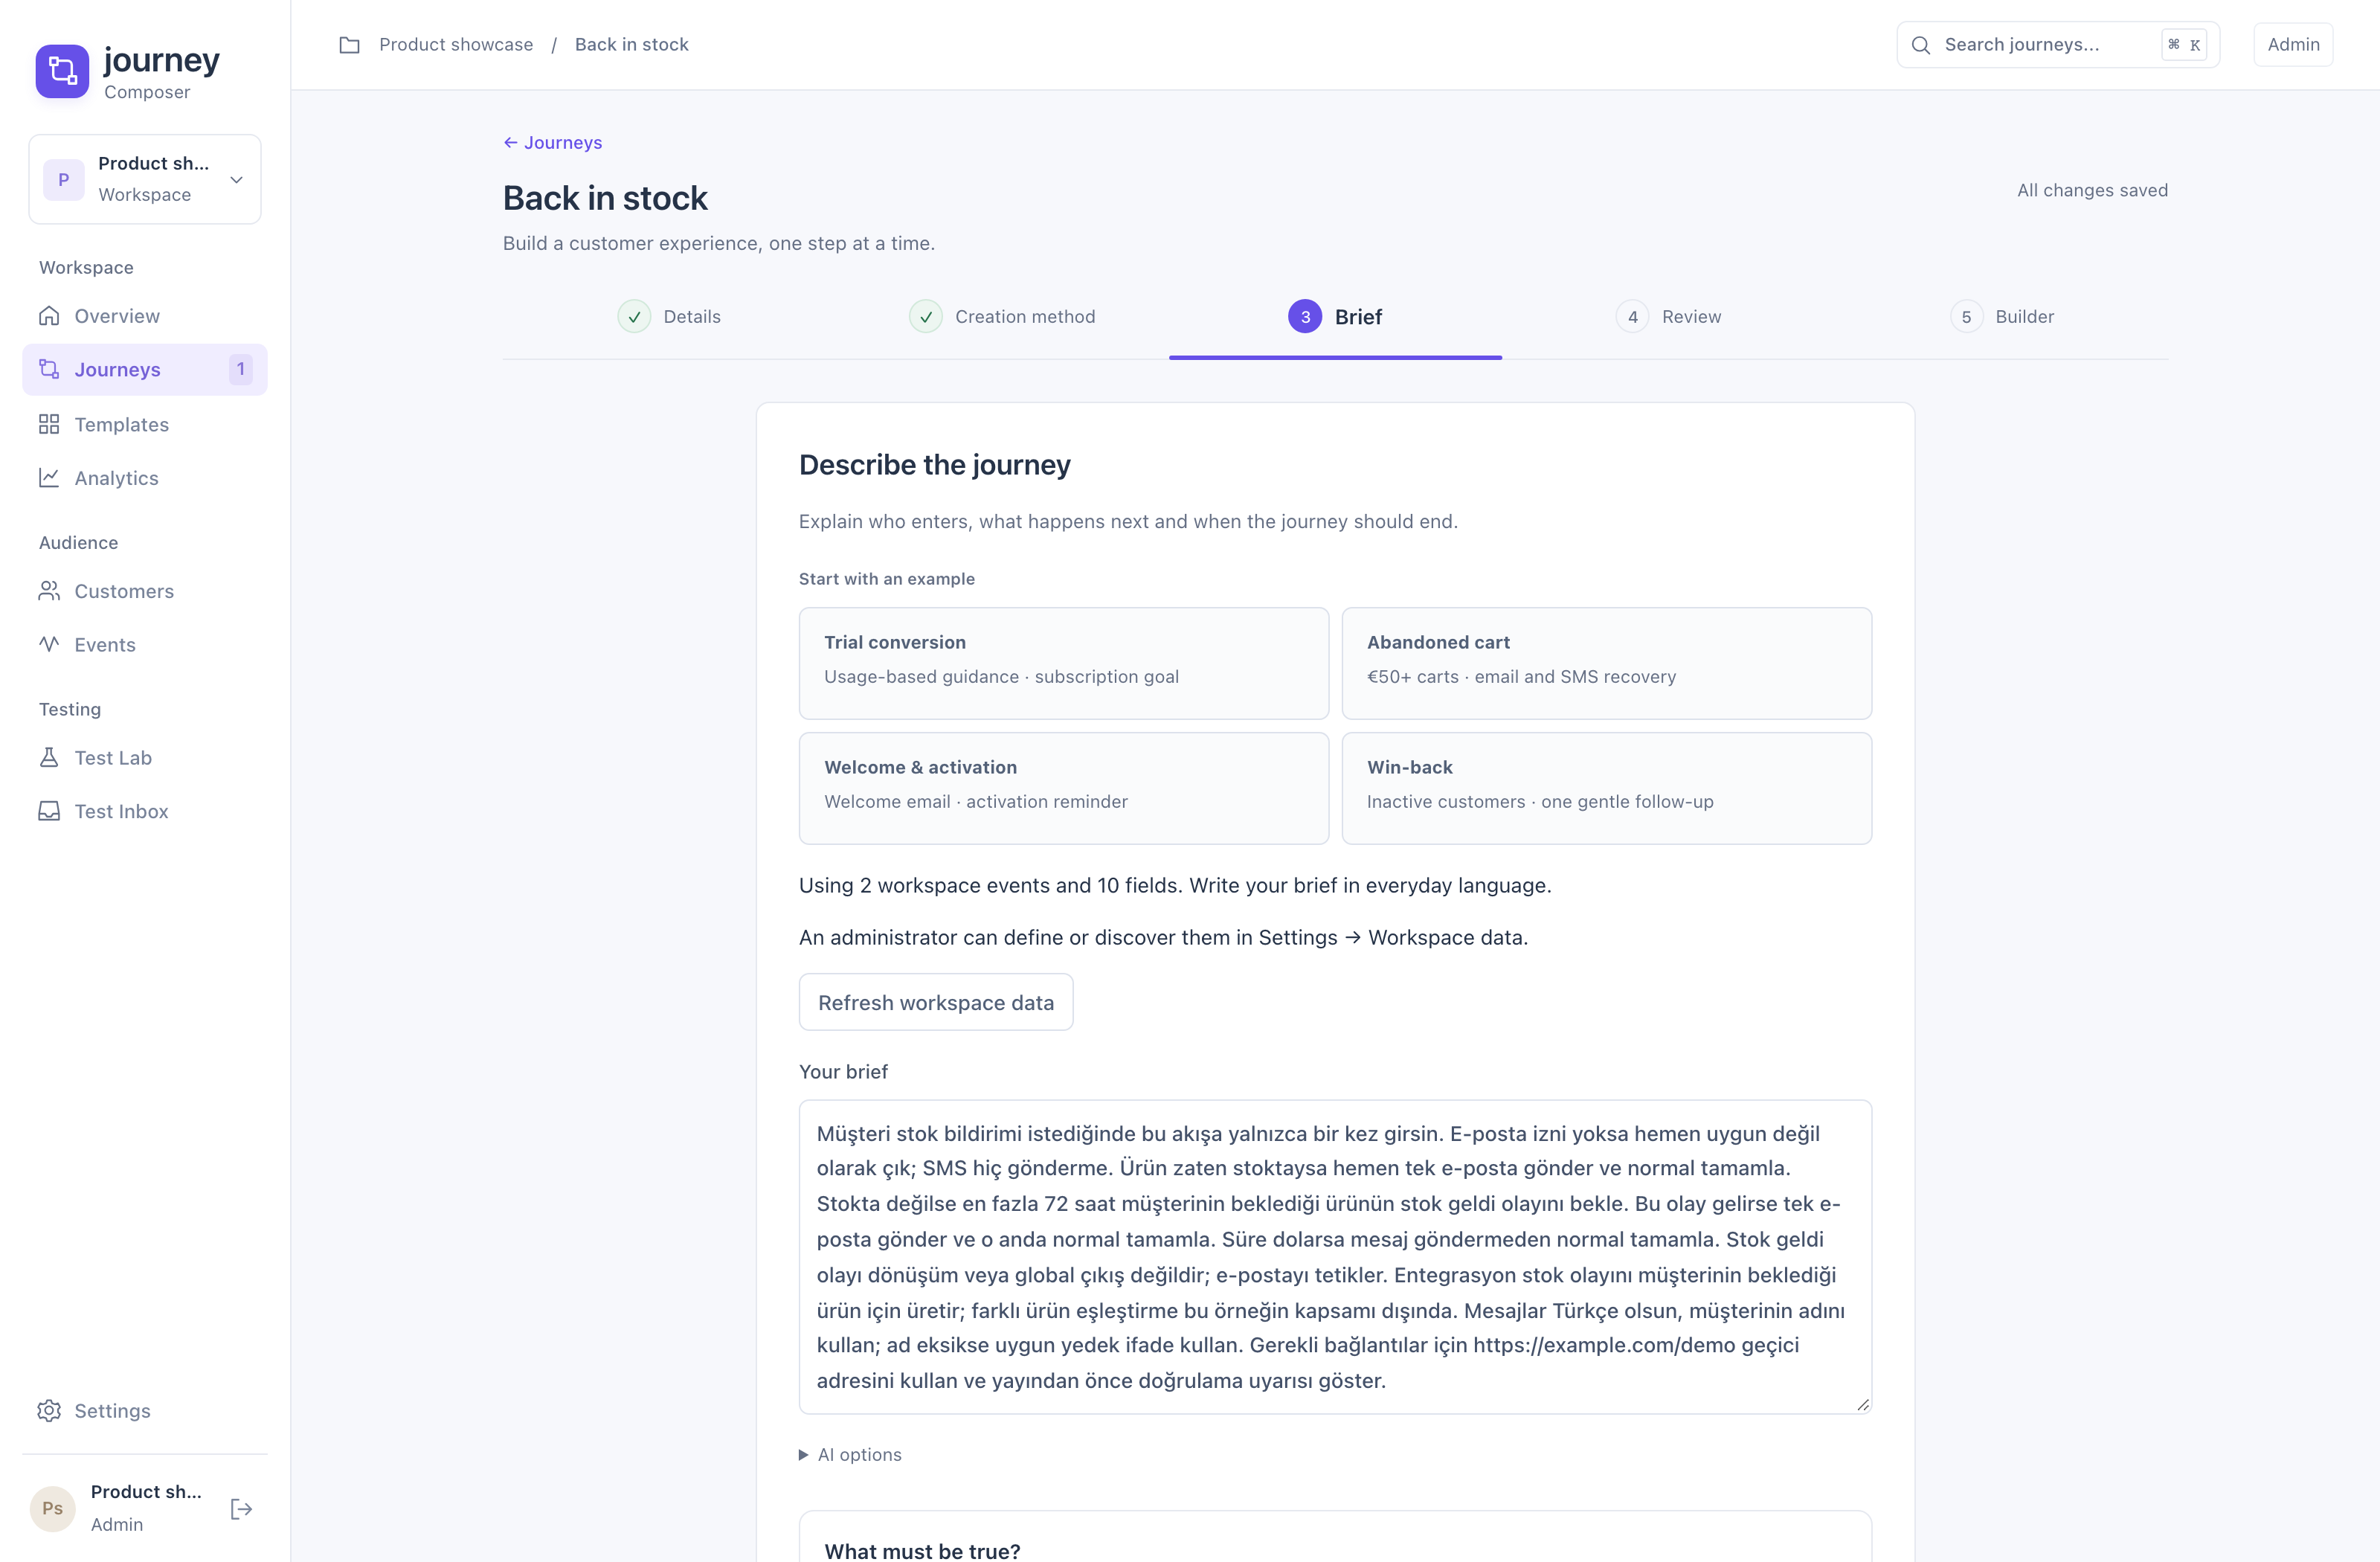 journey
Composer
P
Product sh...
Workspace
Workspace
Overview
Journeys 1
Templates
Analytics
Audience
Customers
Events
Testing
Test Lab
Test Inbox
Settings
Ps
Product sh...
Admin
Product showcase / Back in stock
Search journeys... ⌘ K
Admin
← Journeys
Back in stock
All changes saved
Build a customer experience, one step at a time.
Details
Creation method
3 Brief
4 Review
5 Builder
Describe the journey
Explain who enters, what happens next and when the journey should end.
Start with an example
Trial conversion
Usage-based guidance · subscription goal
Abandoned cart
€50+ carts · email and SMS recovery
Welcome & activation
Welcome email · activation reminder
Win-back
Inactive customers · one gentle follow-up
Using 2 workspace events and 10 fields. Write your brief in everyday language.
An administrator can define or discover them in Settings → Workspace data.
Refresh workspace data
Your brief
Müşteri stok bildirimi istediğinde bu akışa yalnızca bir kez girsin. E-posta izni yoksa hemen uygun değil
olarak çık; SMS hiç gönderme. Ürün zaten stoktaysa hemen tek e-posta gönder ve normal tamamla.
Stokta değilse en fazla 72 saat müşterinin beklediği ürünün stok geldi olayını bekle. Bu olay gelirse tek e-
posta gönder ve o anda normal tamamla. Süre dolarsa mesaj göndermeden normal tamamla. Stok geldi
olayı dönüşüm veya global çıkış değildir; e-postayı tetikler. Entegrasyon stok olayını müşterinin beklediği
ürün için üretir; farklı ürün eşleştirme bu örneğin kapsamı dışında. Mesajlar Türkçe olsun, müşterinin adını
kullan; ad eksikse uygun yedek ifade kullan. Gerekli bağlantılar için https://example.com/demo geçici
adresini kullan ve yayından önce doğrulama uyarısı göster.
AI options
What must be true?